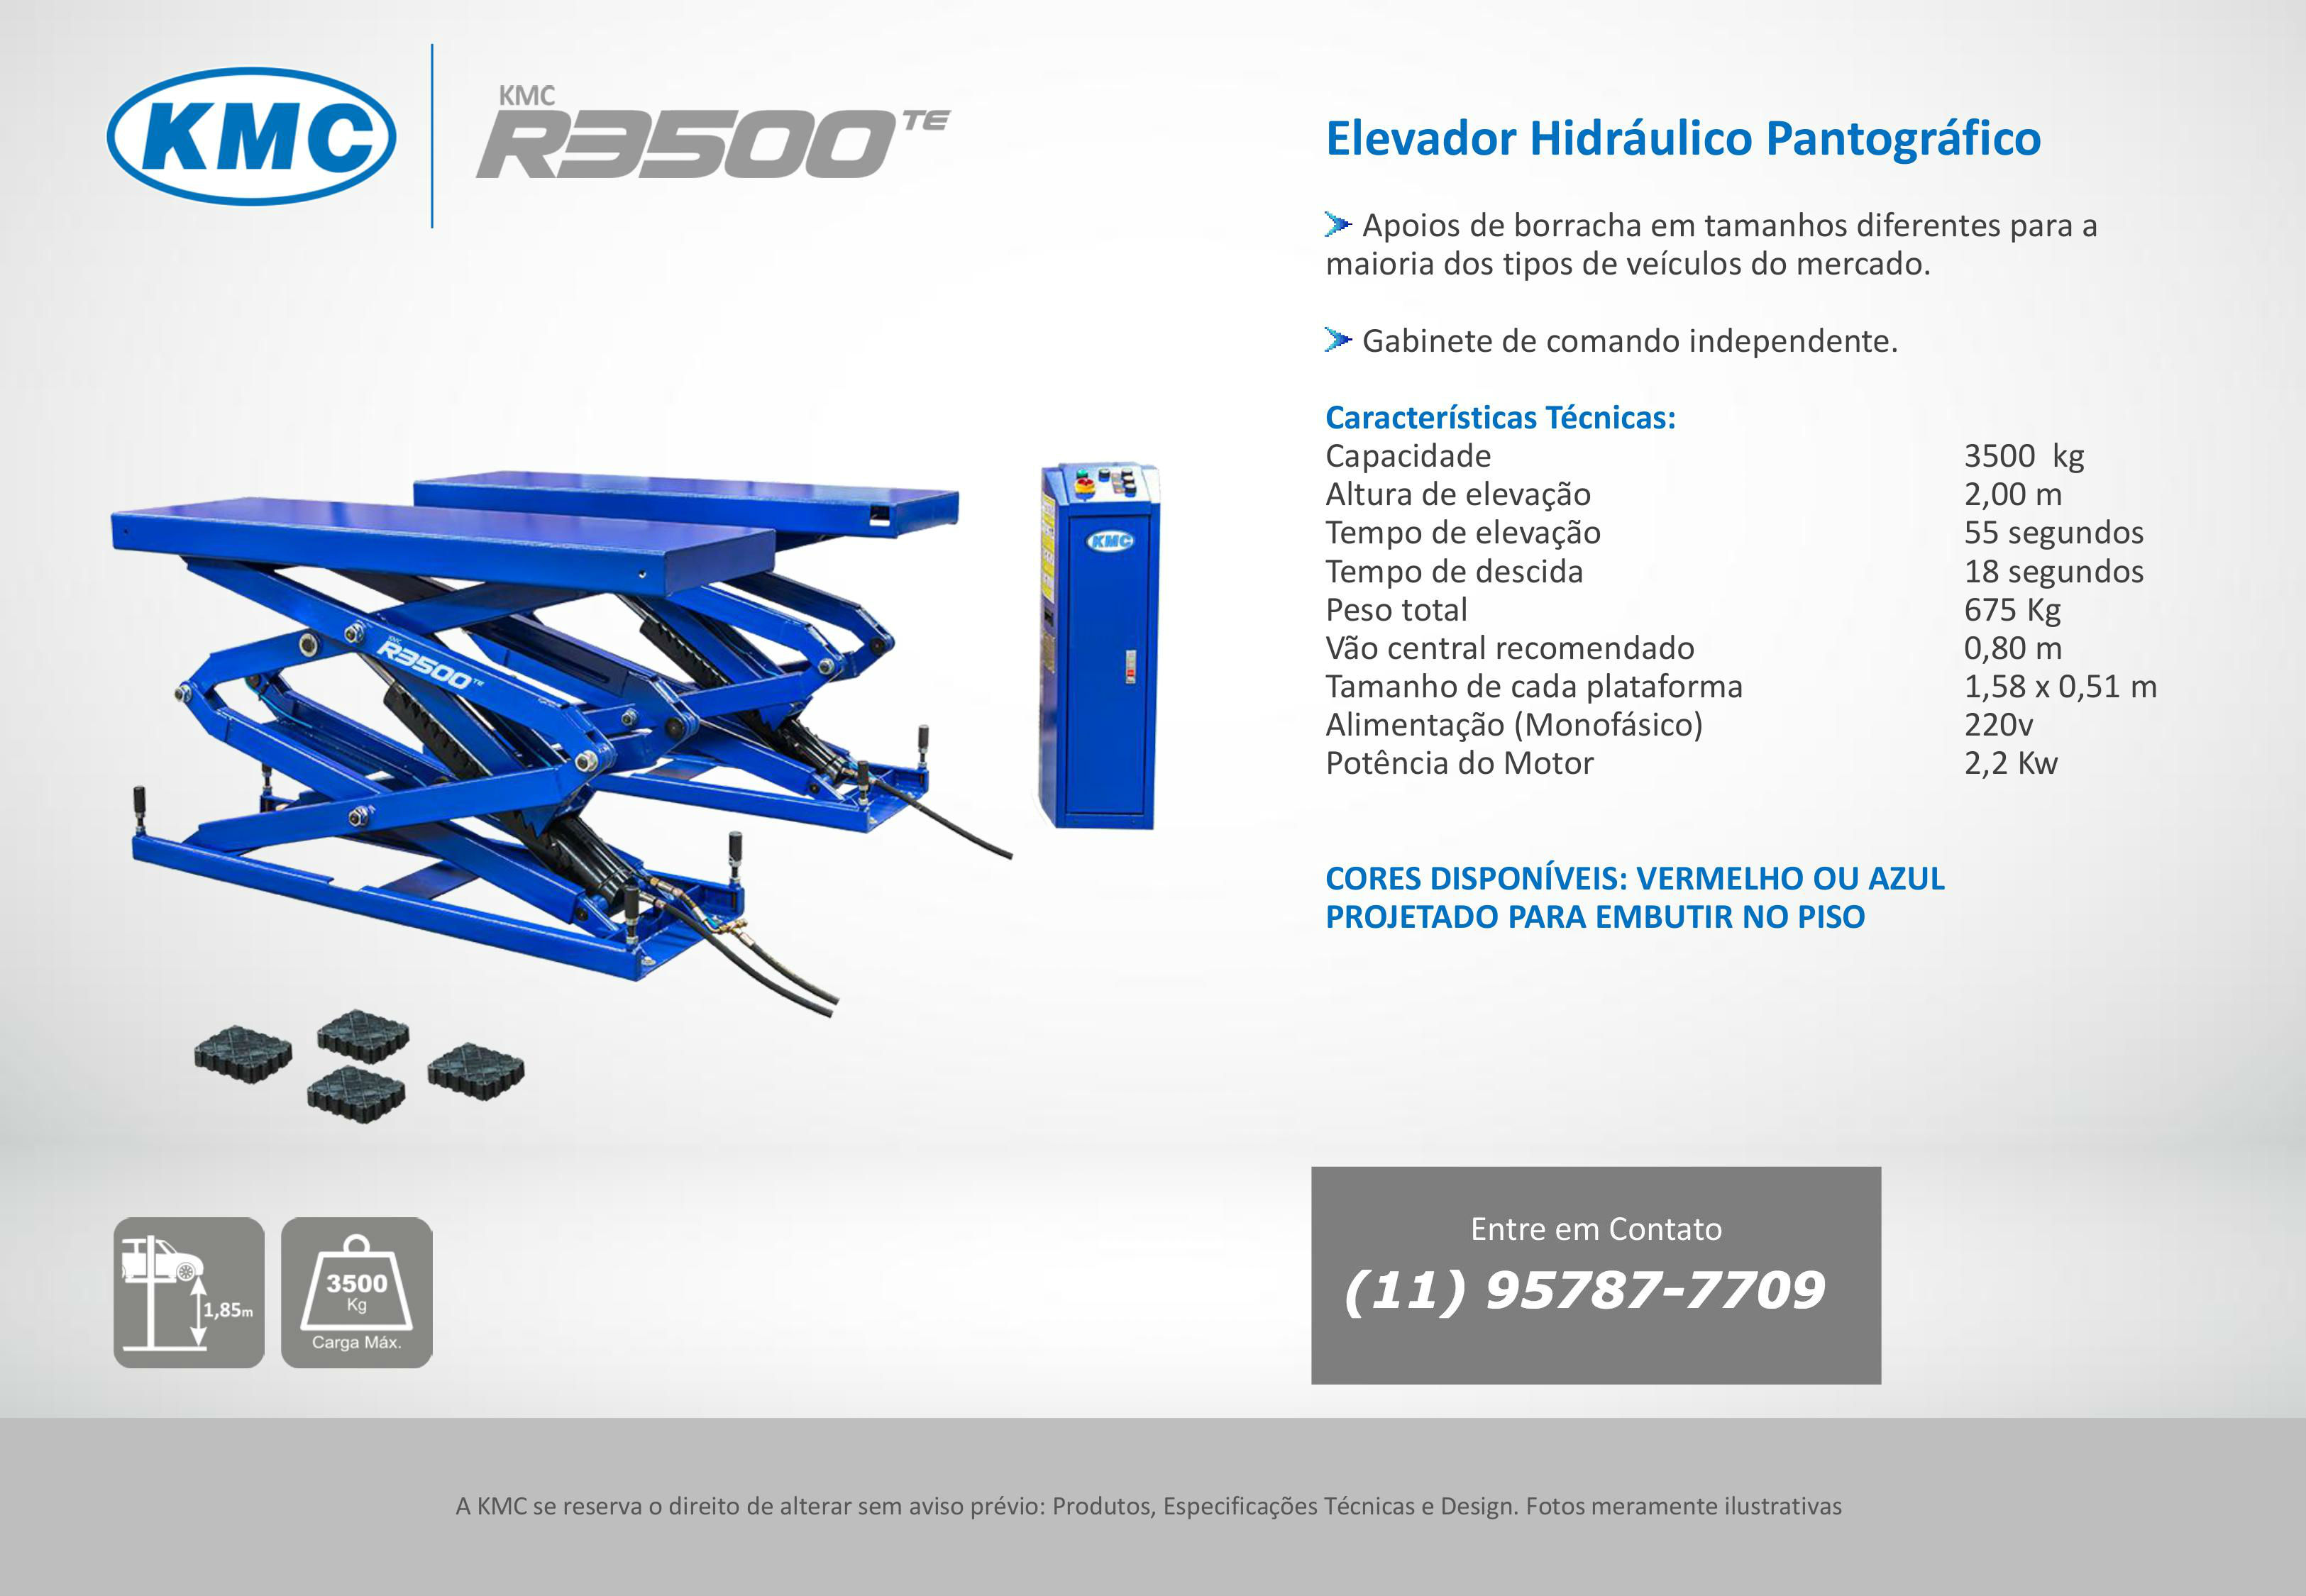 KMC
KMC
R3500 TE
Elevador Hidráulico Pantográfico
Apoios de borracha em tamanhos diferentes para a
maioria dos tipos de veículos do mercado.
Gabinete de comando independente.
Características Técnicas:
Capacidade 3500 kg
Altura de elevação 2,00 m
Tempo de elevação 55 segundos
Tempo de descida 18 segundos
Peso total 675 Kg
Vão central recomendado 0,80 m
Tamanho de cada plataforma 1,58 x 0,51 m
Alimentação (Monofásico) 220v
Potência do Motor 2,2 Kw
CORES DISPONÍVEIS: VERMELHO OU AZUL
PROJETADO PARA EMBUTIR NO PISO
KMC
KMC
R3500 TE
1,85m
3500
Kg
Carga Máx.
Entre em Contato
(11) 95787-7709
A KMC se reserva o direito de alterar sem aviso prévio: Produtos, Especificações Técnicas e Design. Fotos meramente ilustrativas